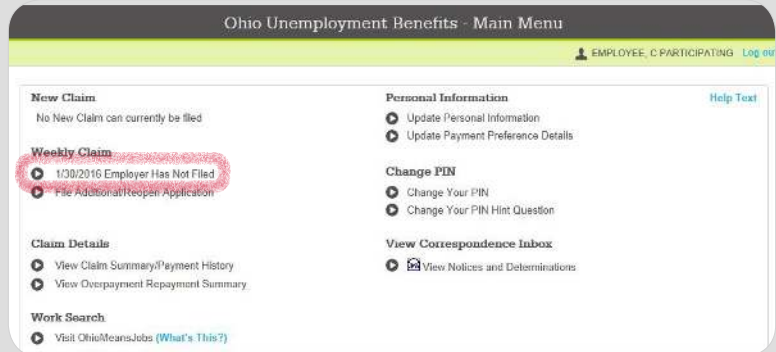 Ohio Unemployment Benefits - Main Menu
EMPLOYEE, C PARTICIPATING Log out
New Claim
No New Claim can currently be filed
Weekly Claim
1/30/2016 Employer Has Not Filed
File Additional/Reopen Application
Claim Details
View Claim Summary/Payment History
View Overpayment Repayment Summary
Work Search
Visit OhioMeansJobs (What's This?)
Personal Information
Update Personal Information
Update Payment Preference Details
Change PIN
Change Your PIN
Change Your PIN Hint Question
View Correspondence Inbox
View Notices and Determinations
Help Text